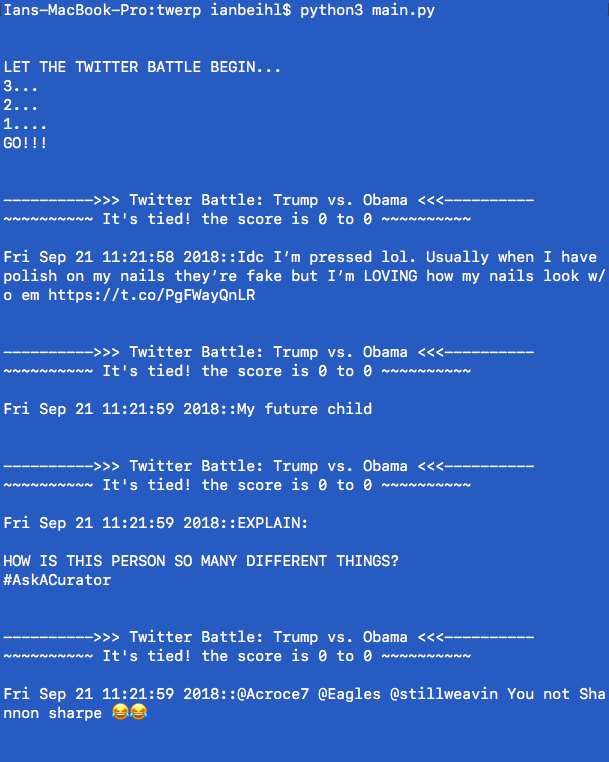 Ians-MacBook-Pro:twerp ianbeihl$ python3 main.py
LET THE TWITTER BATTLE BEGIN...
3...
2...
1....
GO!!!
---------->>> Twitter Battle: Trump vs. Obama <<<----------
~~~~~~~~~~ It's tied! the score is 0 to 0 ~~~~~~~~~~
Fri Sep 21 11:21:58 2018::Idc I’m pressed lol. Usually when I have
polish on my nails they’re fake but I’m LOVING how my nails look w/
o em https://t.co/PgFWayQnLR
---------->>> Twitter Battle: Trump vs. Obama <<<----------
~~~~~~~~~~ It's tied! the score is 0 to 0 ~~~~~~~~~~
Fri Sep 21 11:21:59 2018::My future child
---------->>> Twitter Battle: Trump vs. Obama <<<----------
~~~~~~~~~~ It's tied! the score is 0 to 0 ~~~~~~~~~~
Fri Sep 21 11:21:59 2018::EXPLAIN:
HOW IS THIS PERSON SO MANY DIFFERENT THINGS?
#AskACurator
---------->>> Twitter Battle: Trump vs. Obama <<<----------
~~~~~~~~~~ It's tied! the score is 0 to 0 ~~~~~~~~~~
Fri Sep 21 11:21:59 2018::@Acroce7 @Eagles @stillweavin You not Sha
nnon sharpe 😂😂